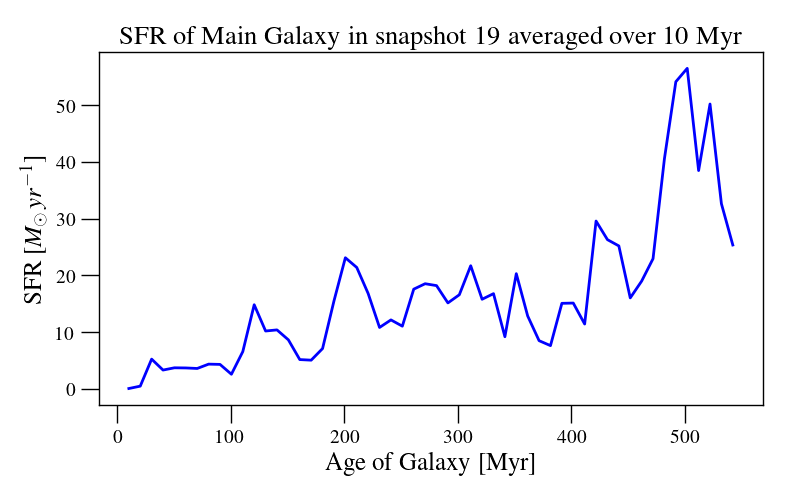 SFR of Main Galaxy in snapshot 19 averaged over 10 Myr
SFR [M⊙ yr⁻¹]
50
40
30
20
10
0
0 100 200 300 400 500
Age of Galaxy [Myr]